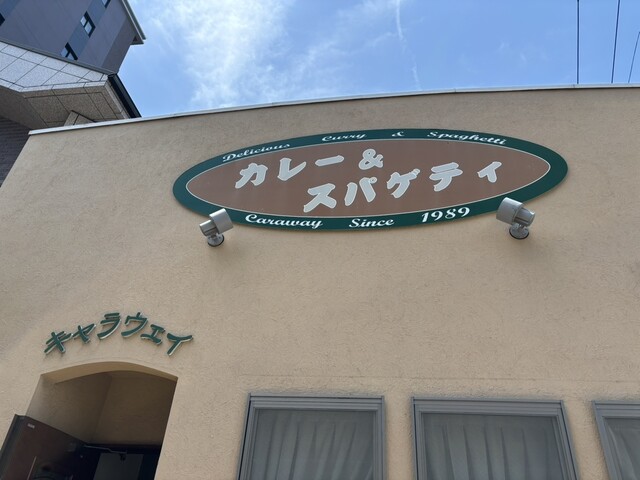 Delicious Curry & Spaghetti
カレー&
スパゲティ
Caraway Since 1989
キャラウェイ